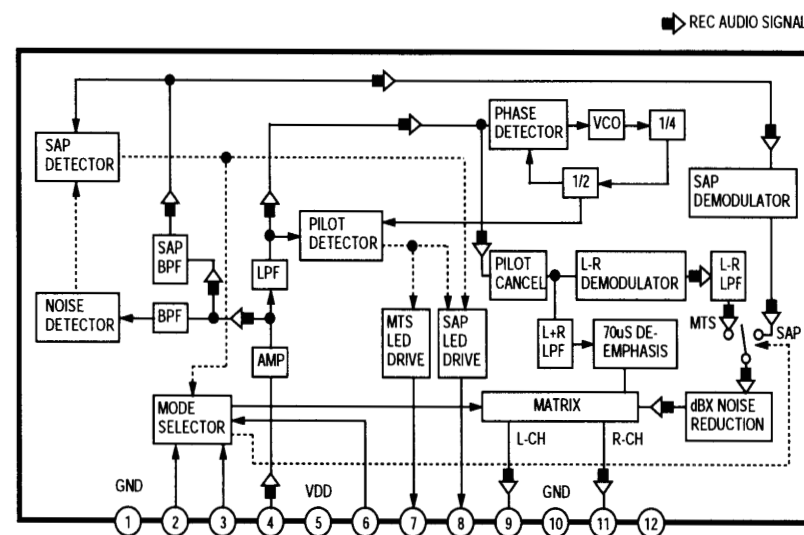 REC AUDIO SIGNAL
PHASE
DETECTOR
VCO
1/4
SAP
DETECTOR
1/2
SAP
DEMODULATOR
PILOT
DETECTOR
SAP
BPF
LPF
PILOT
CANCEL
L-R
DEMODULATOR
L-R
LPF
NOISE
DETECTOR
BPF
MTS
LED
DRIVE
SAP
LED
DRIVE
L+R
LPF
70uS DE-
EMPHASIS
MTS
SAP
AMP
MODE
SELECTOR
MATRIX
dBX NOISE
REDUCTION
L-CH
R-CH
GND
VDD
GND
1 2 3 4 5 6 7 8 9 10 11 12